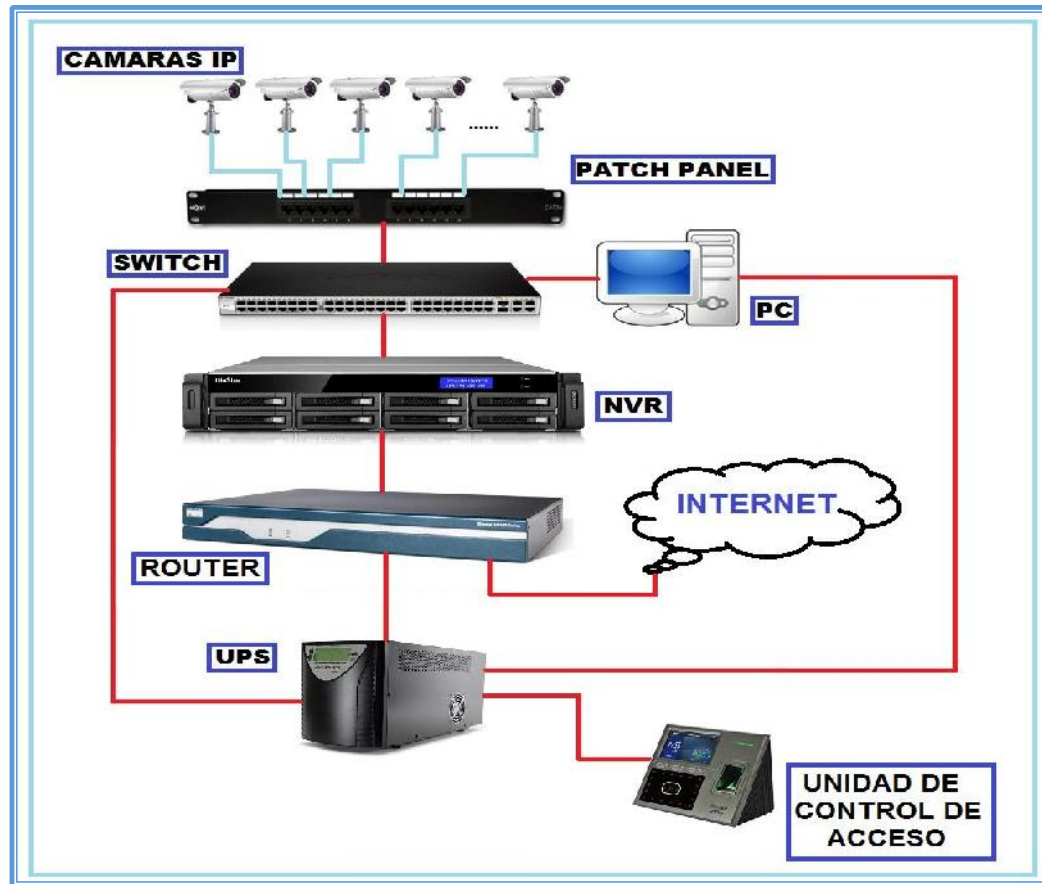 CAMARAS IP
......
PATCH PANEL
SWITCH
PC
NVR
INTERNET
ROUTER
UPS
UNIDAD DE
CONTROL DE
ACCESO